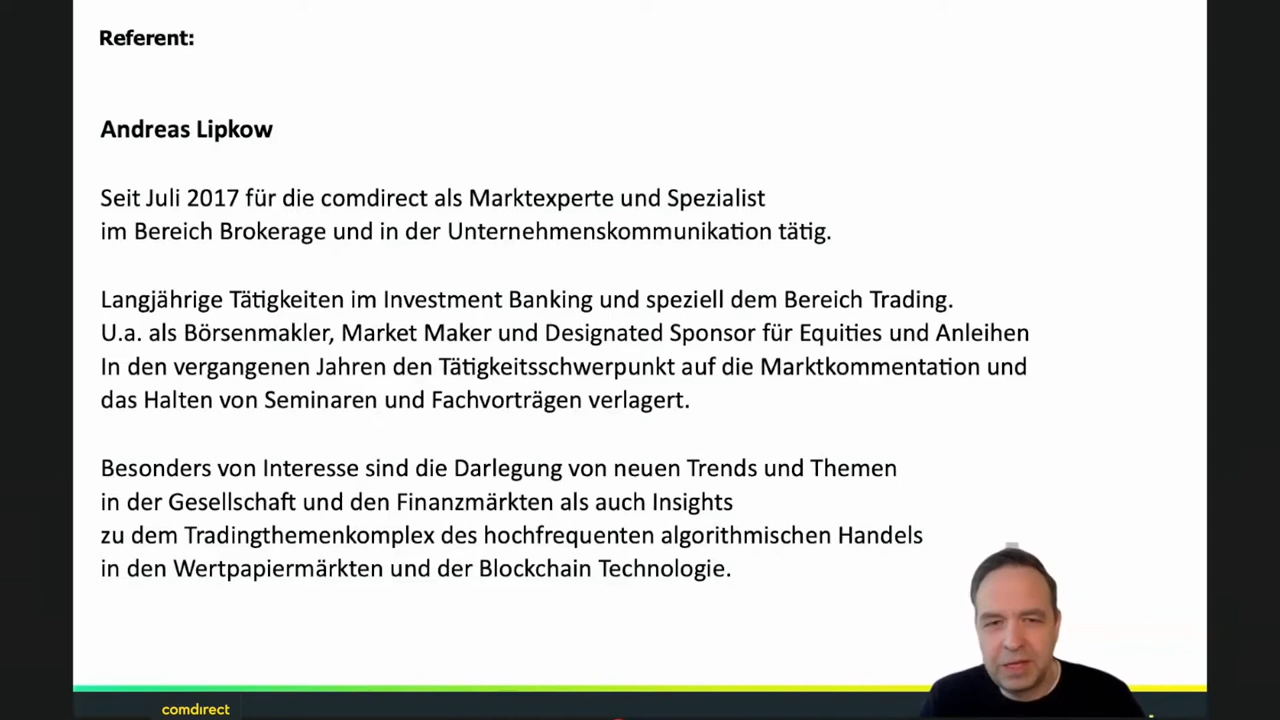 Referent:
Andreas Lipkow
Seit Juli 2017 für die comdirect als Marktexperte und Spezialist
im Bereich Brokerage und in der Unternehmenskommunikation tätig.
Langjährige Tätigkeiten im Investment Banking und speziell dem Bereich Trading.
U.a. als Börsenmakler, Market Maker und Designated Sponsor für Equities und Anleihen
In den vergangenen Jahren den Tätigkeitsschwerpunkt auf die Marktkommentation und
das Halten von Seminaren und Fachvorträgen verlagert.
Besonders von Interesse sind die Darlegung von neuen Trends und Themen
in der Gesellschaft und den Finanzmärkten als auch Insights
zu dem Tradingthemenkomplex des hochfrequenten algorithmischen Handels
in den Wertpapiermärkten und der Blockchain Technologie.
comdirect